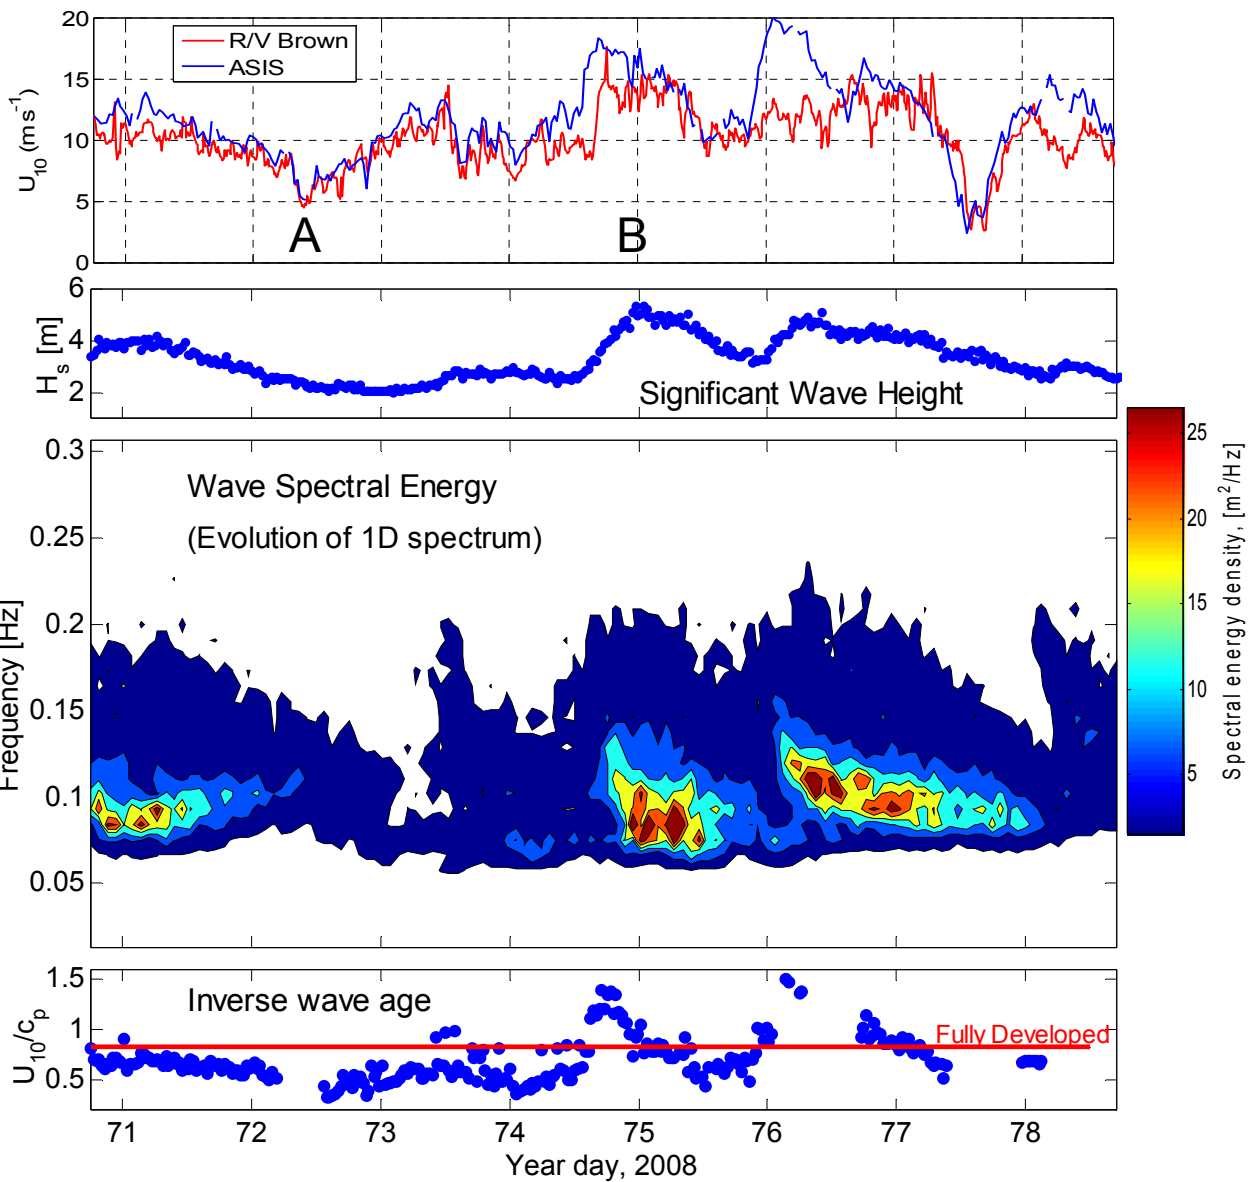 20
15
10
5
0
U10 (ms-1)
R/V Brown
ASIS
A
B
6
4
2
Hs [m]
Significant Wave Height
0.3
0.25
0.2
0.15
0.1
0.05
Frequency [Hz]
Wave Spectral Energy
(Evolution of 1D spectrum)
25
20
15
10
5
Spectral energy density, [m2/Hz]
1.5
1
0.5
U10/cp
Inverse wave age
Fully Developed
71 72 73 74 75 76 77 78
Year day, 2008